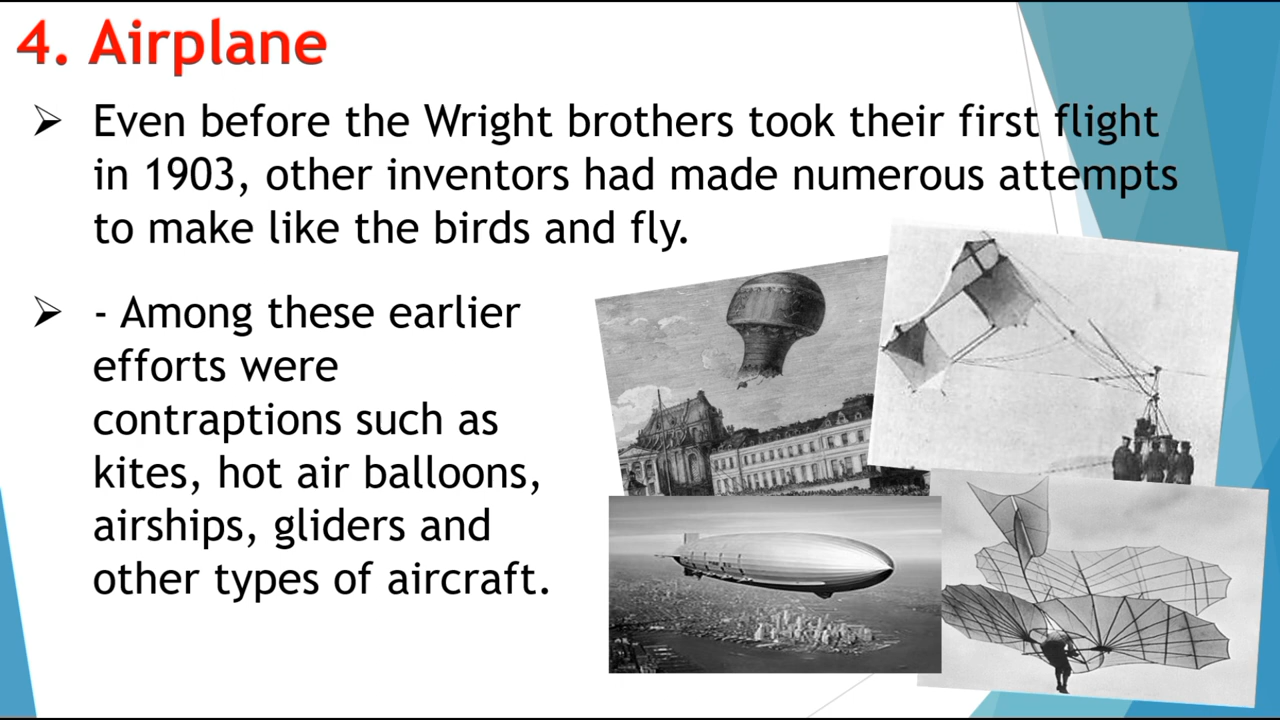 4. Airplane
➢ Even before the Wright brothers took their first flight
in 1903, other inventors had made numerous attempts
to make like the birds and fly.
➢ - Among these earlier
efforts were
contraptions such as
kites, hot air balloons,
airships, gliders and
other types of aircraft.